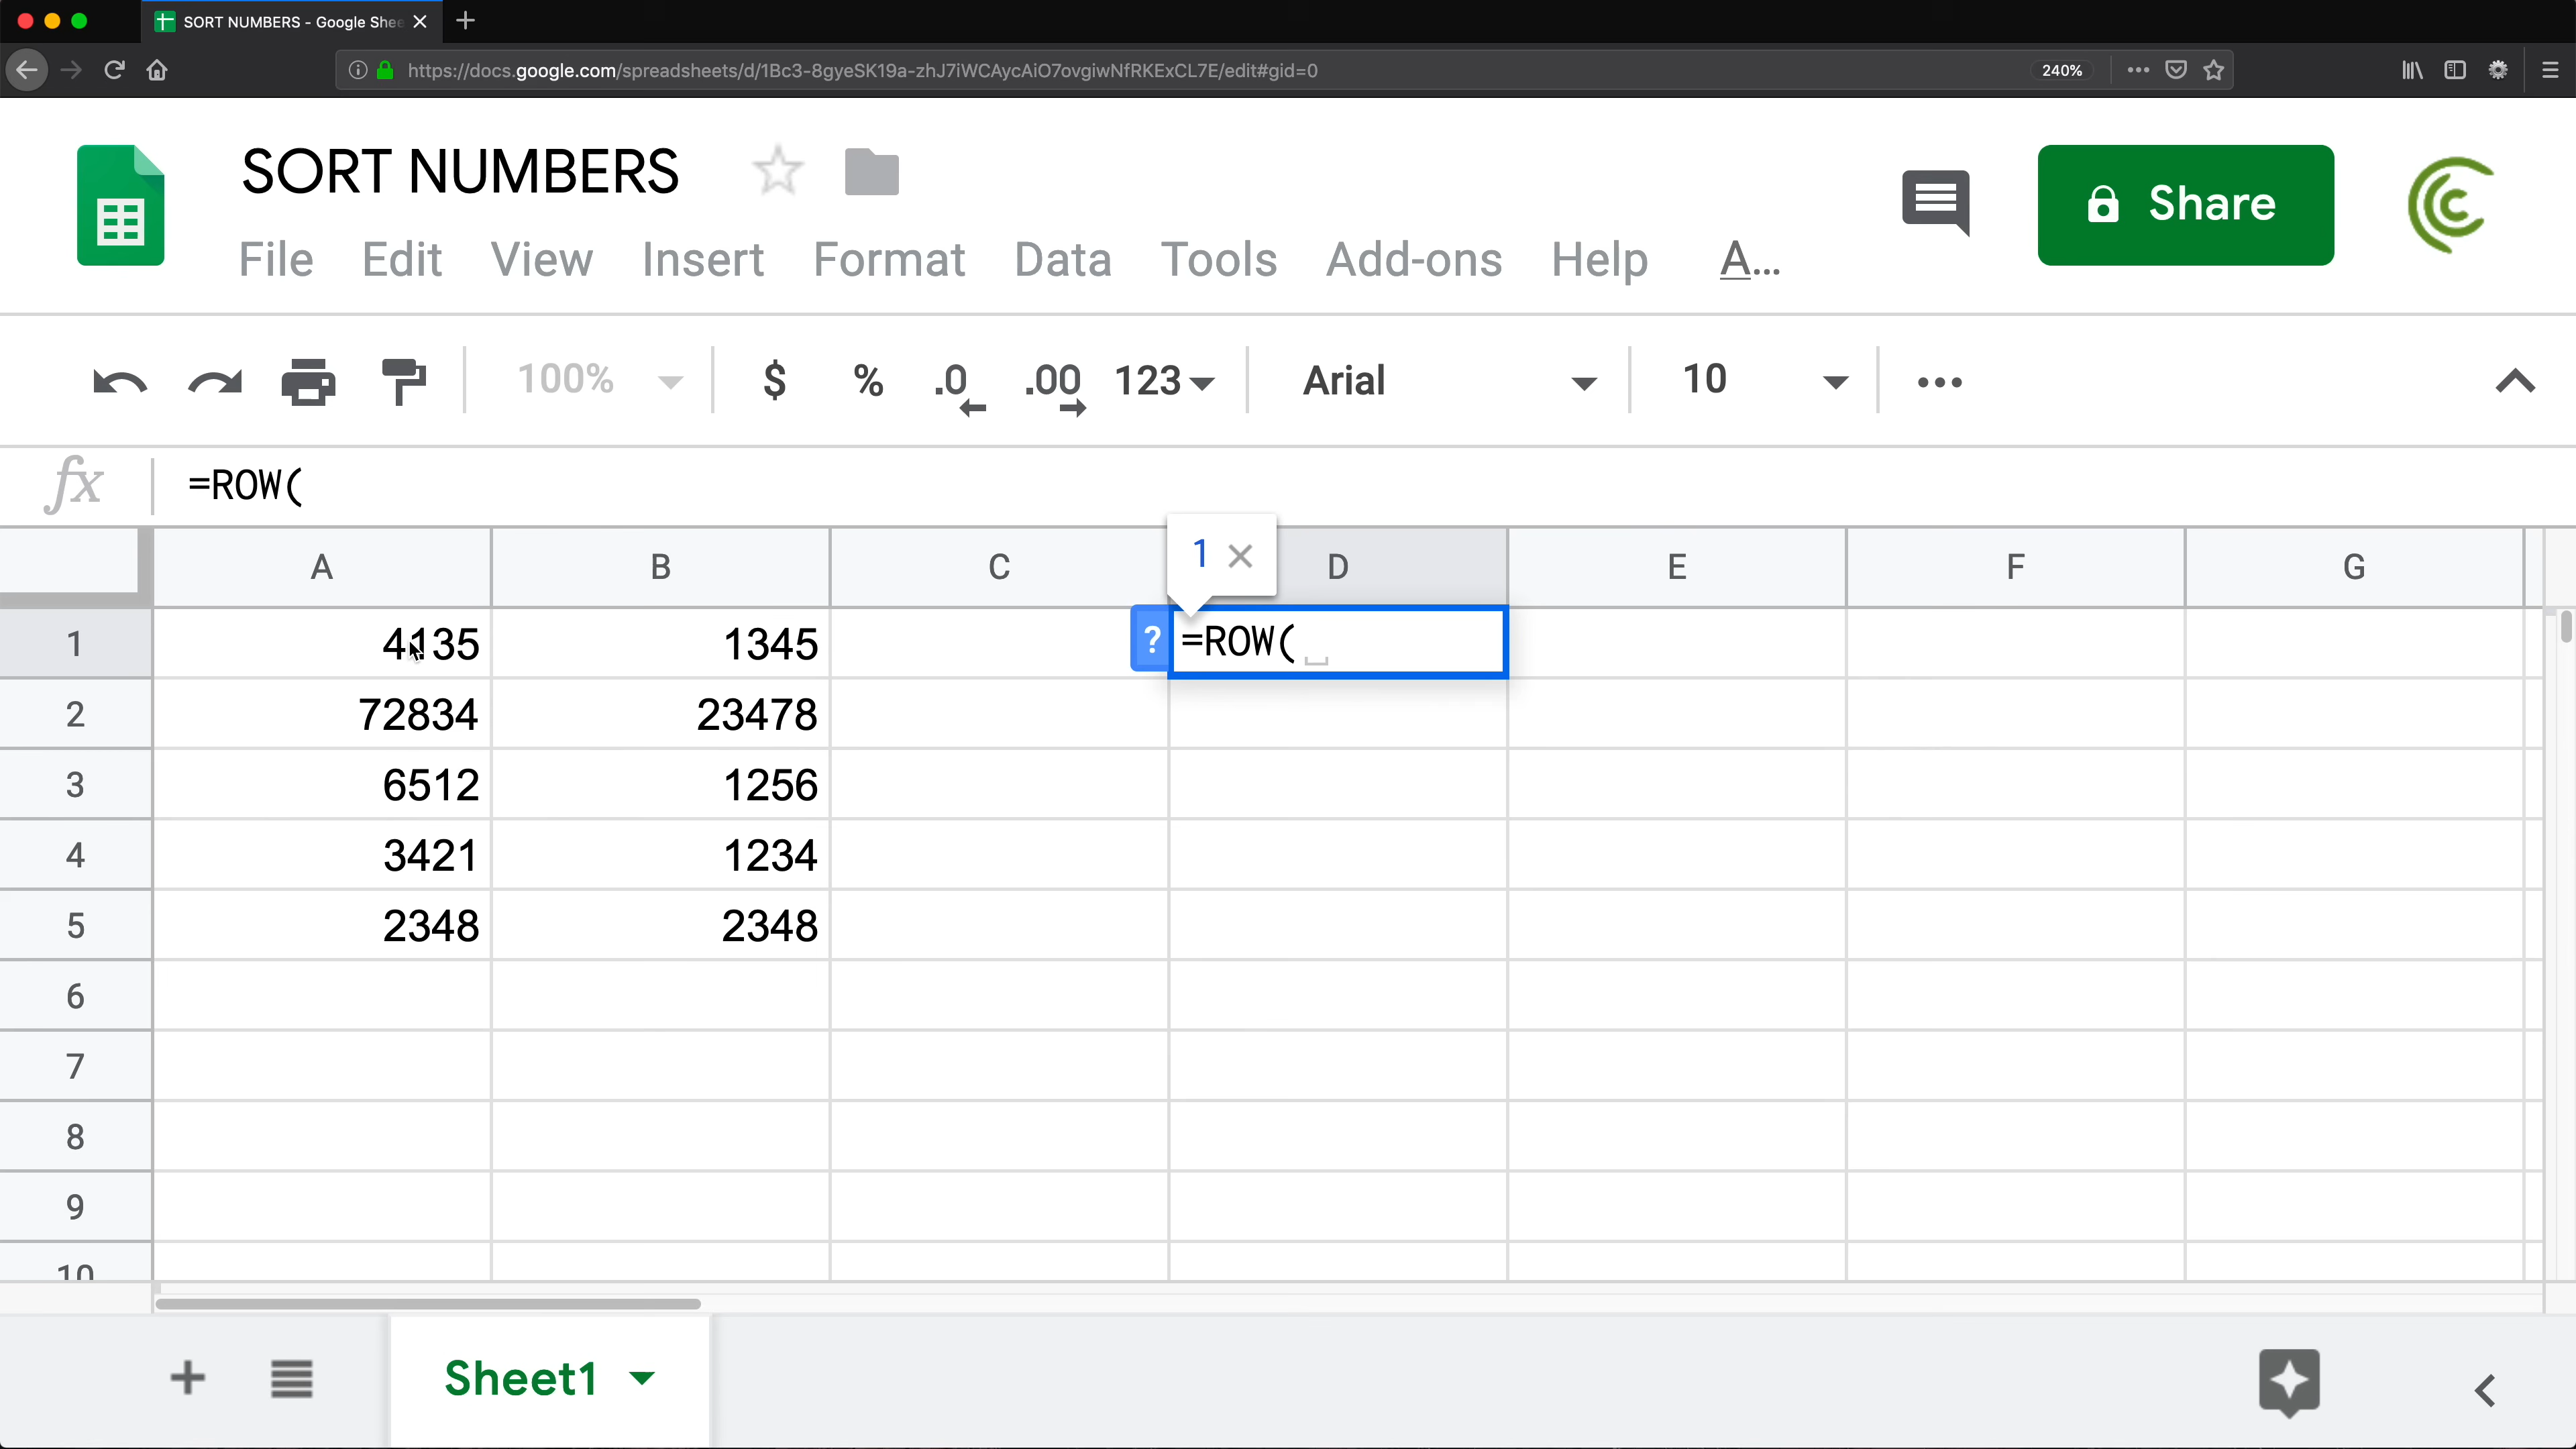 SORT NUMBERS - Google Shee
https://docs.google.com/spreadsheets/d/1Bc3-8gyeSK19a-zhJ7iWCAycAiO7ovgiwNfRKExCL7E/edit#gid=0 240%
SORT NUMBERS
File Edit View Insert Format Data Tools Add-ons Help A...
Share
100% $ % .0 .00 123 Arial 10
fx =ROW(
1
A B C D E F G
1 4135 1345 ? =ROW(
2 72834 23478
3 6512 1256
4 3421 1234
5 2348 2348
6
7
8
9
10
Sheet1